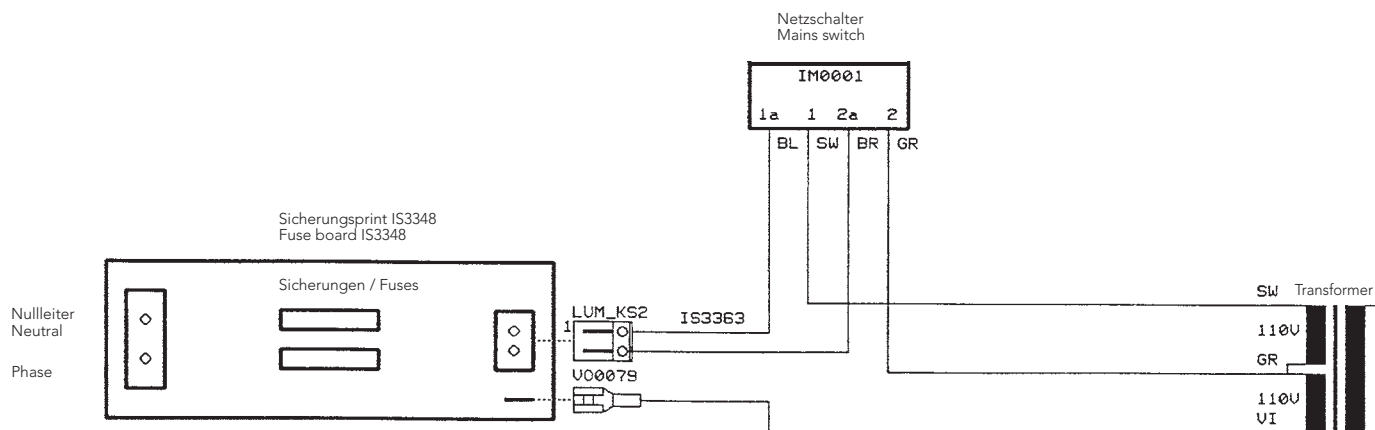 Netzschalter
Mains switch
IM0001
1a 1 2a 2
BL SW BR GR
Sicherungsprint IS3348
Fuse board IS3348
Sicherungen / Fuses
Nullleiter
Neutral
Phase
LUM_KS2
1
IS3363
VO0079
SW
Transformer
110V
GR
110V
VI